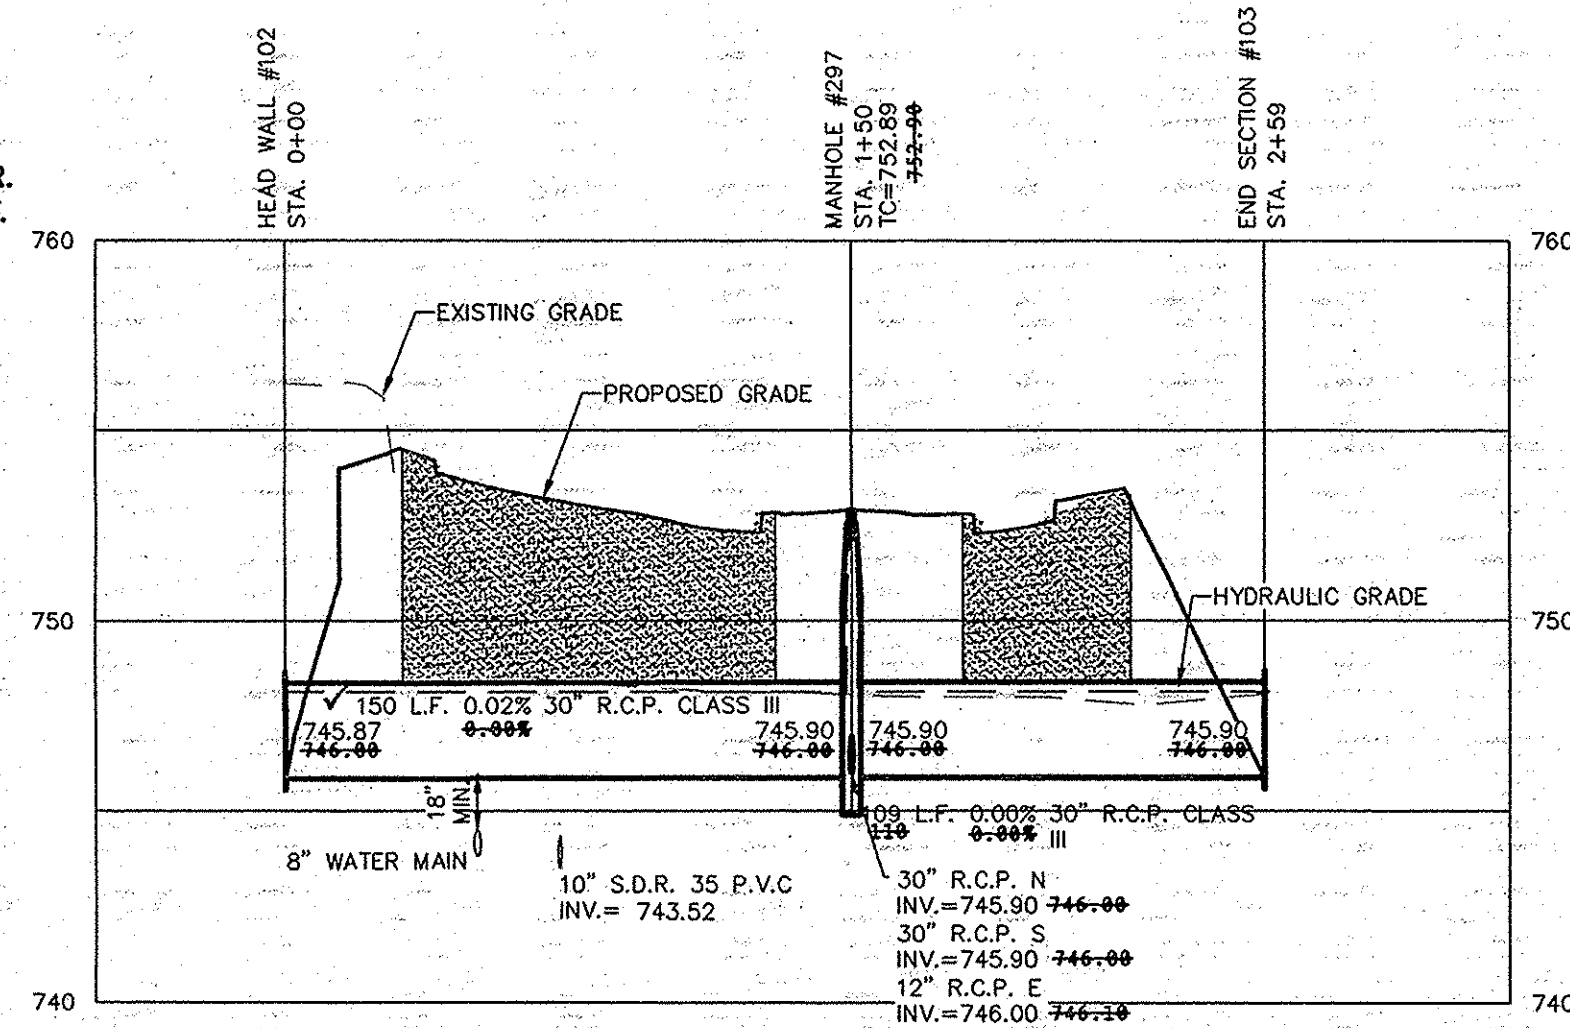 HEAD WALL #102
STA. 0+00
MANHOLE #297
STA. 1+50
TC=752.89
752.90
END SECTION #103
STA. 2+59
R.
760
760
EXISTING GRADE
PROPOSED GRADE
750
HYDRAULIC GRADE
750
150 L.F. 0.02% 30" R.C.P. CLASS III
0.00%
745.87
746.00
745.90
746.00
745.90
746.00
745.90
746.00
18"
MIN.
109 L.F. 0.00% 30" R.C.P. CLASS
110 0.00% III
8" WATER MAIN
10" S.D.R. 35 P.V.C
INV.= 743.52
30" R.C.P. N
INV.=745.90 746.00
30" R.C.P. S
INV.=745.90 746.00
12" R.C.P. E
INV.=746.00 746.10
740
740